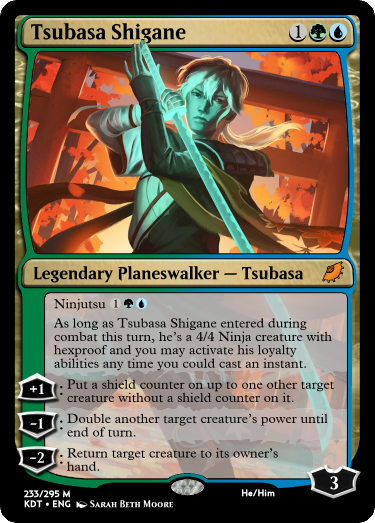 Tsubasa Shigane 1
Legendary Planeswalker — Tsubasa
Ninjutsu 1
As long as Tsubasa Shigane entered during
combat this turn, he's a 4/4 Ninja creature with
hexproof and you may activate his loyalty
abilities any time you could cast an instant.
+1: Put a shield counter on up to one other target
creature without a shield counter on it.
-1: Double another target creature's power until
end of turn.
-2: Return target creature to its owner's
hand.
3
233/295 M
He/Him
KDT • ENG Sarah Beth Moore